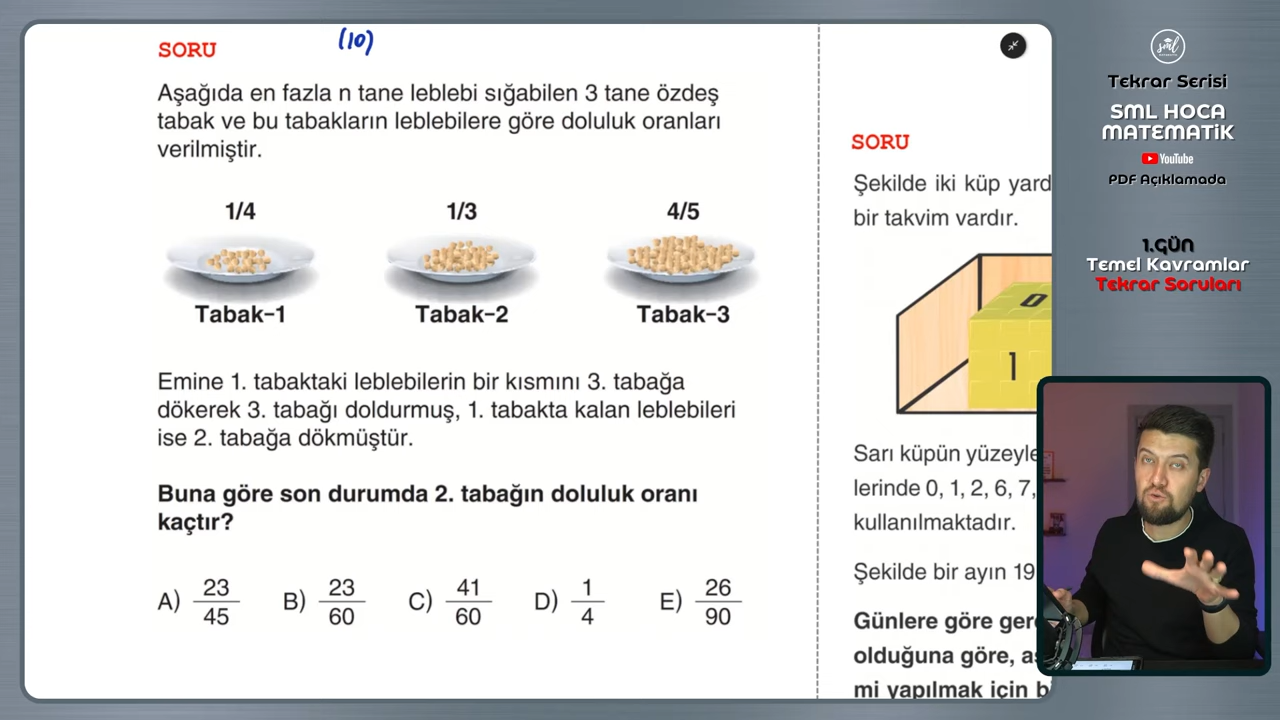 SORU
(10)
Aşağıda en fazla n tane leblebi sığabilen 3 tane özdeş
tabak ve bu tabakların leblebilere göre doluluk oranları
verilmiştir.
1/4 1/3 4/5
Tabak-1 Tabak-2 Tabak-3
Emine 1. tabaktaki leblebilerin bir kısmını 3. tabağa
dökerek 3. tabağı doldurmuş, 1. tabakta kalan leblebileri
ise 2. tabağa dökmüştür.
Buna göre son durumda 2. tabağın doluluk oranı
kaçtır?
A) 23/45 B) 23/60 C) 41/60 D) 1/4 E) 26/90
SORU
Şekilde iki küp yard
bir takvim vardır.
0
1
Sarı küpün yüzeyle
lerinde 0, 1, 2, 6, 7,
kullanılmaktadır.
Şekilde bir ayın 19
Günlere göre gere
olduğuna göre, aş
mi yapılmak için b
sml
Tekrar Serisi
SML HOCA
MATEMATİK
YouTube
PDF Açıklamada
1.GÜN
Temel Kavramlar
Tekrar Soruları